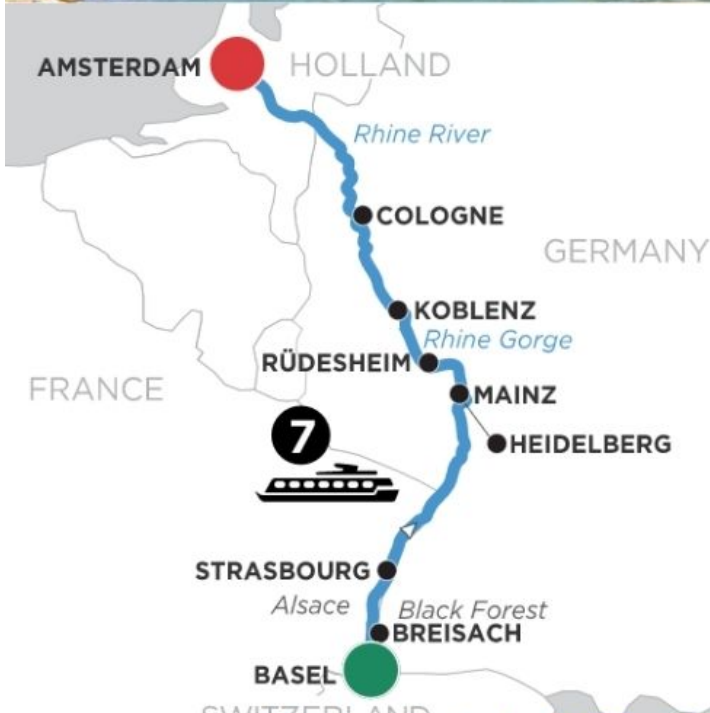 AMSTERDAM
HOLLAND
Rhine River
COLOGNE
GERMANY
KOBLENZ
Rhine Gorge
RÜDESHEIM
FRANCE
MAINZ
7
HEIDELBERG
STRASBOURG
Alsace
Black Forest
BREISACH
BASEL
SWITZERLAND